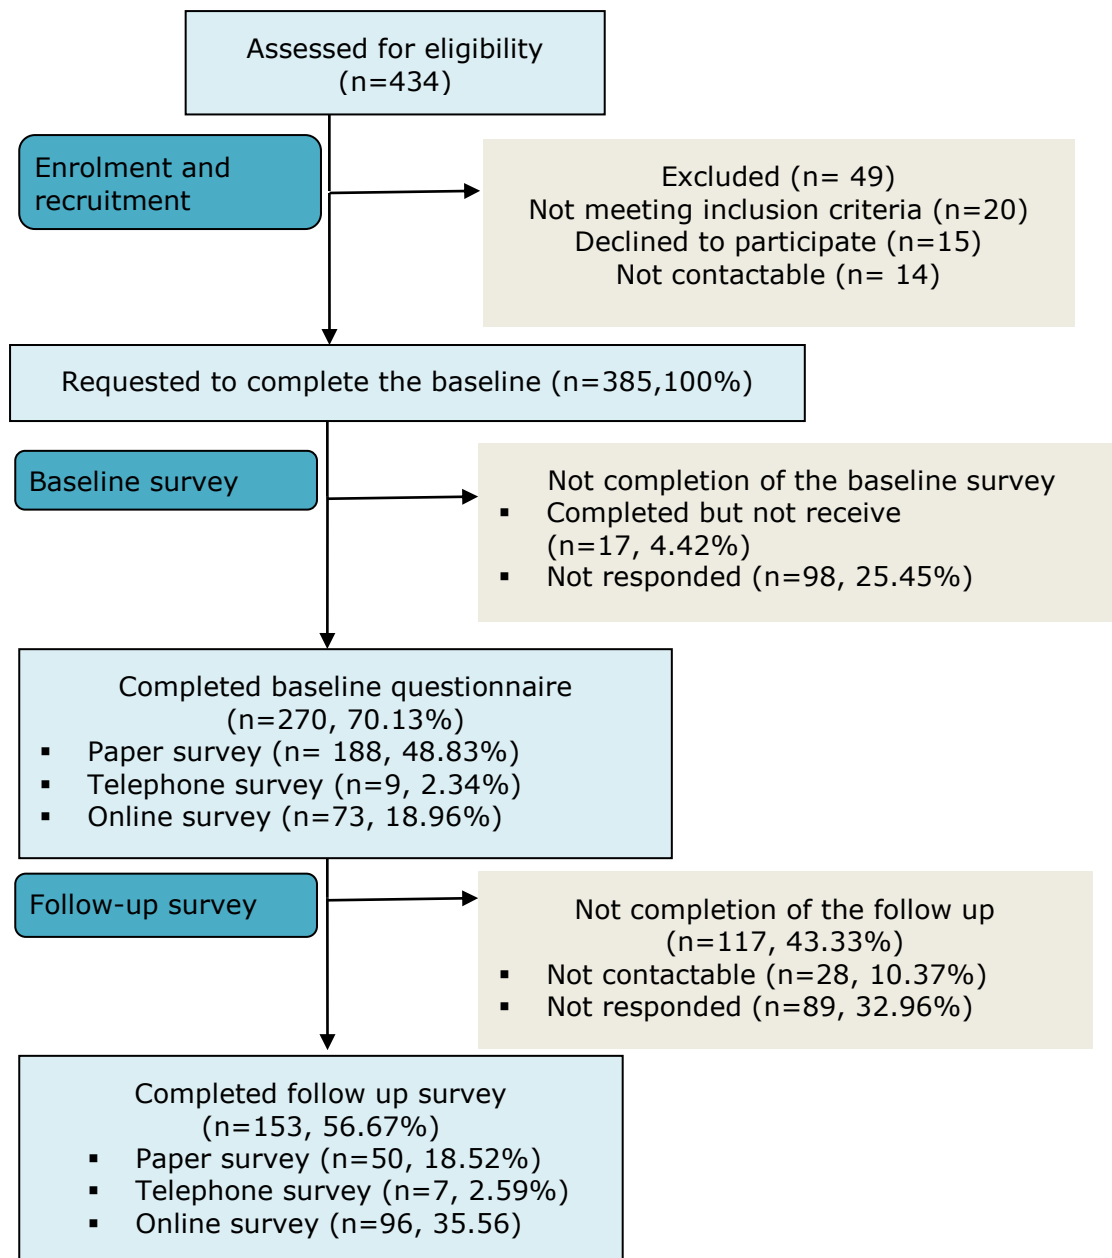 Assessed for eligibility
(n=434)
Enrolment and
recruitment
Excluded (n= 49)
Not meeting inclusion criteria (n=20)
Declined to participate (n=15)
Not contactable (n= 14)
Requested to complete the baseline (n=385,100%)
Baseline survey
Not completion of the baseline survey
▪ Completed but not receive
(n=17, 4.42%)
▪ Not responded (n=98, 25.45%)
Completed baseline questionnaire
(n=270, 70.13%)
▪ Paper survey (n= 188, 48.83%)
▪ Telephone survey (n=9, 2.34%)
▪ Online survey (n=73, 18.96%)
Follow-up survey
Not completion of the follow up
(n=117, 43.33%)
▪ Not contactable (n=28, 10.37%)
▪ Not responded (n=89, 32.96%)
Completed follow up survey
(n=153, 56.67%)
▪ Paper survey (n=50, 18.52%)
▪ Telephone survey (n=7, 2.59%)
▪ Online survey (n=96, 35.56)